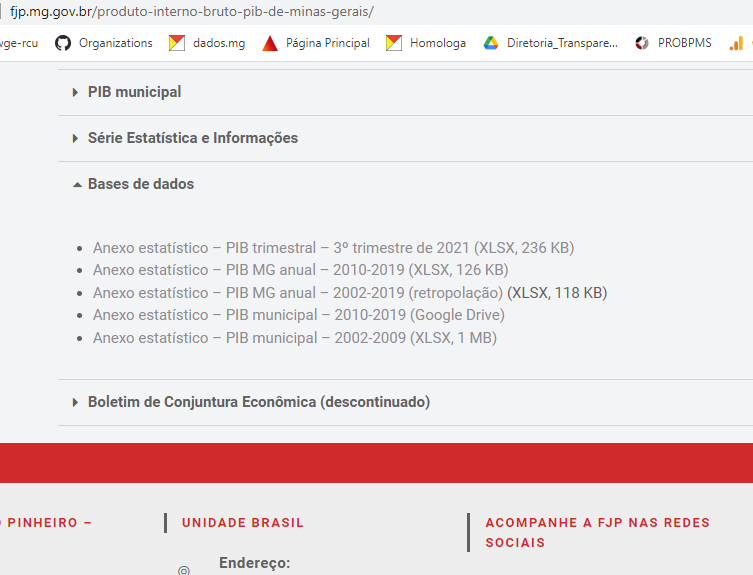 fjp.mg.gov.br/produto-interno-bruto-pib-de-minas-gerais/
vge-rcu Organizations dados.mg Página Principal Homologa Diretoria_Transpare... PROBPMS
PIB municipal
Série Estatística e Informações
Bases de dados
Anexo estatístico – PIB trimestral – 3º trimestre de 2021 (XLSX, 236 KB)
Anexo estatístico – PIB MG anual – 2010-2019 (XLSX, 126 KB)
Anexo estatístico – PIB MG anual – 2002-2019 (retropolação) (XLSX, 118 KB)
Anexo estatístico – PIB municipal – 2010-2019 (Google Drive)
Anexo estatístico – PIB municipal – 2002-2009 (XLSX, 1 MB)
Boletim de Conjuntura Econômica (descontinuado)
O PINHEIRO –
UNIDADE BRASIL
Endereço:
ACOMPANHE A FJP NAS REDES
SOCIAIS